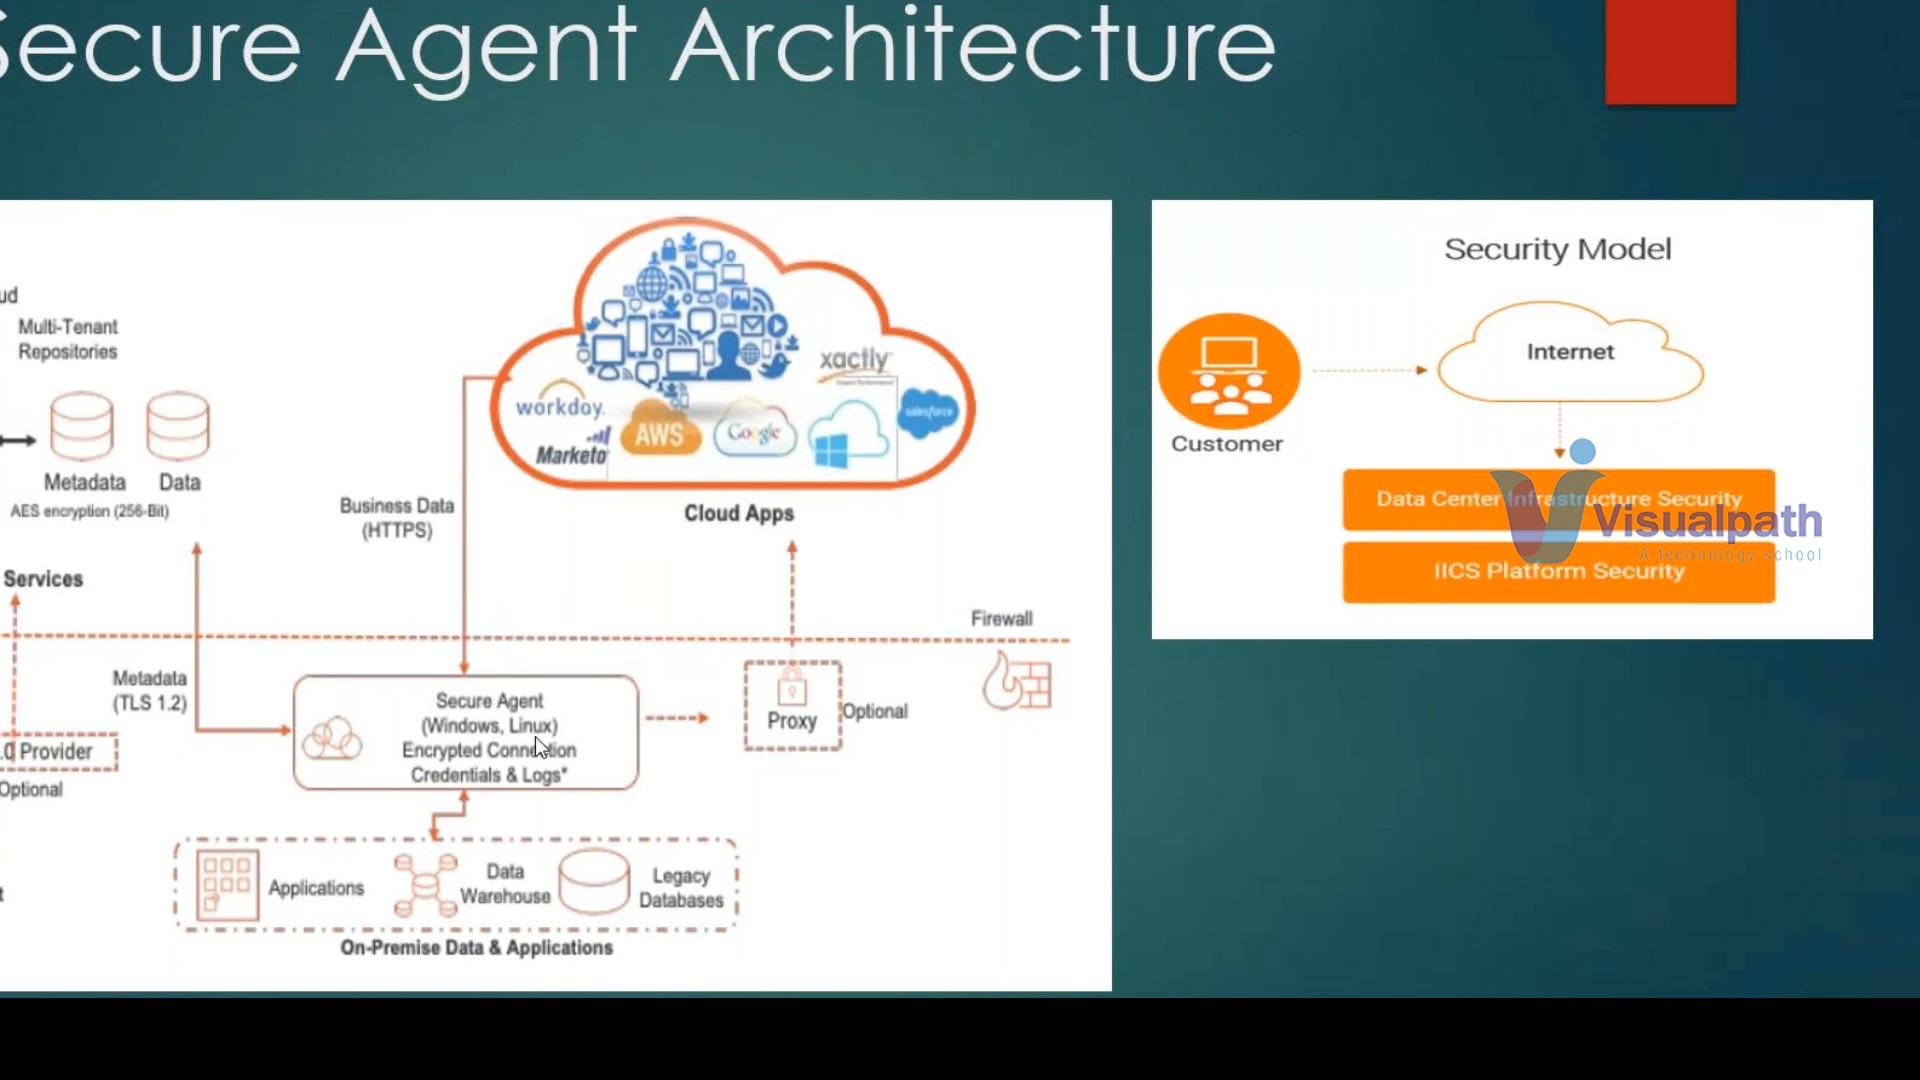 Secure Agent Architecture
ud
Multi-Tenant
Repositories
Metadata
Data
AES encryption (256-Bit)
Services
Metadata
(TLS 1.2)
.0 Provider
Optional
t
Business Data
(HTTPS)
xactly
workday.
Marketo
AWS
Google
salesforce
Cloud Apps
Firewall
Secure Agent
(Windows, Linux)
Encrypted Connection
Credentials & Logs*
Proxy
Optional
Applications
Data
Warehouse
Legacy
Databases
On-Premise Data & Applications
Security Model
Customer
Internet
Data Center Infrastructure Security
IICS Platform Security
Visualpath
A technology school